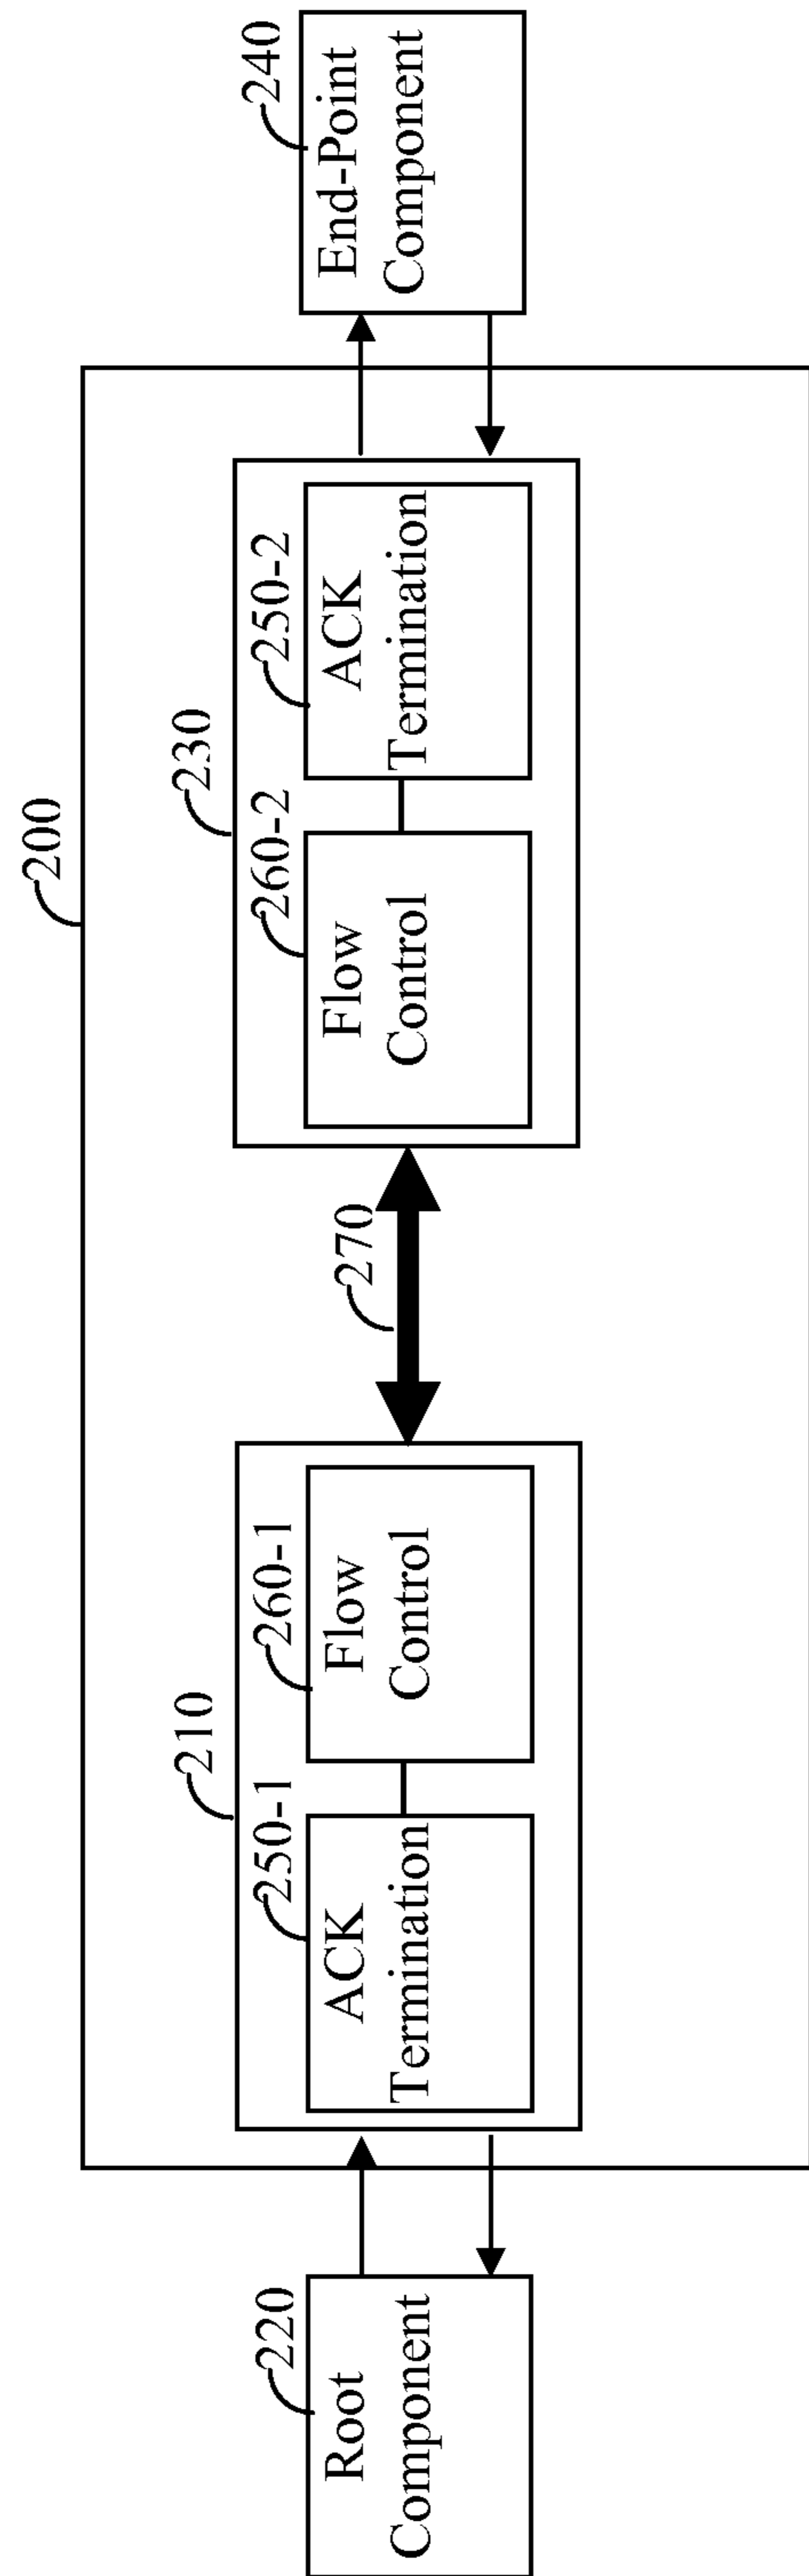 200
220
Root
Component
210
250-1
ACK
Termination
260-1
Flow
Control
270
230
260-2
Flow
Control
250-2
ACK
Termination
240
End-Point
Component